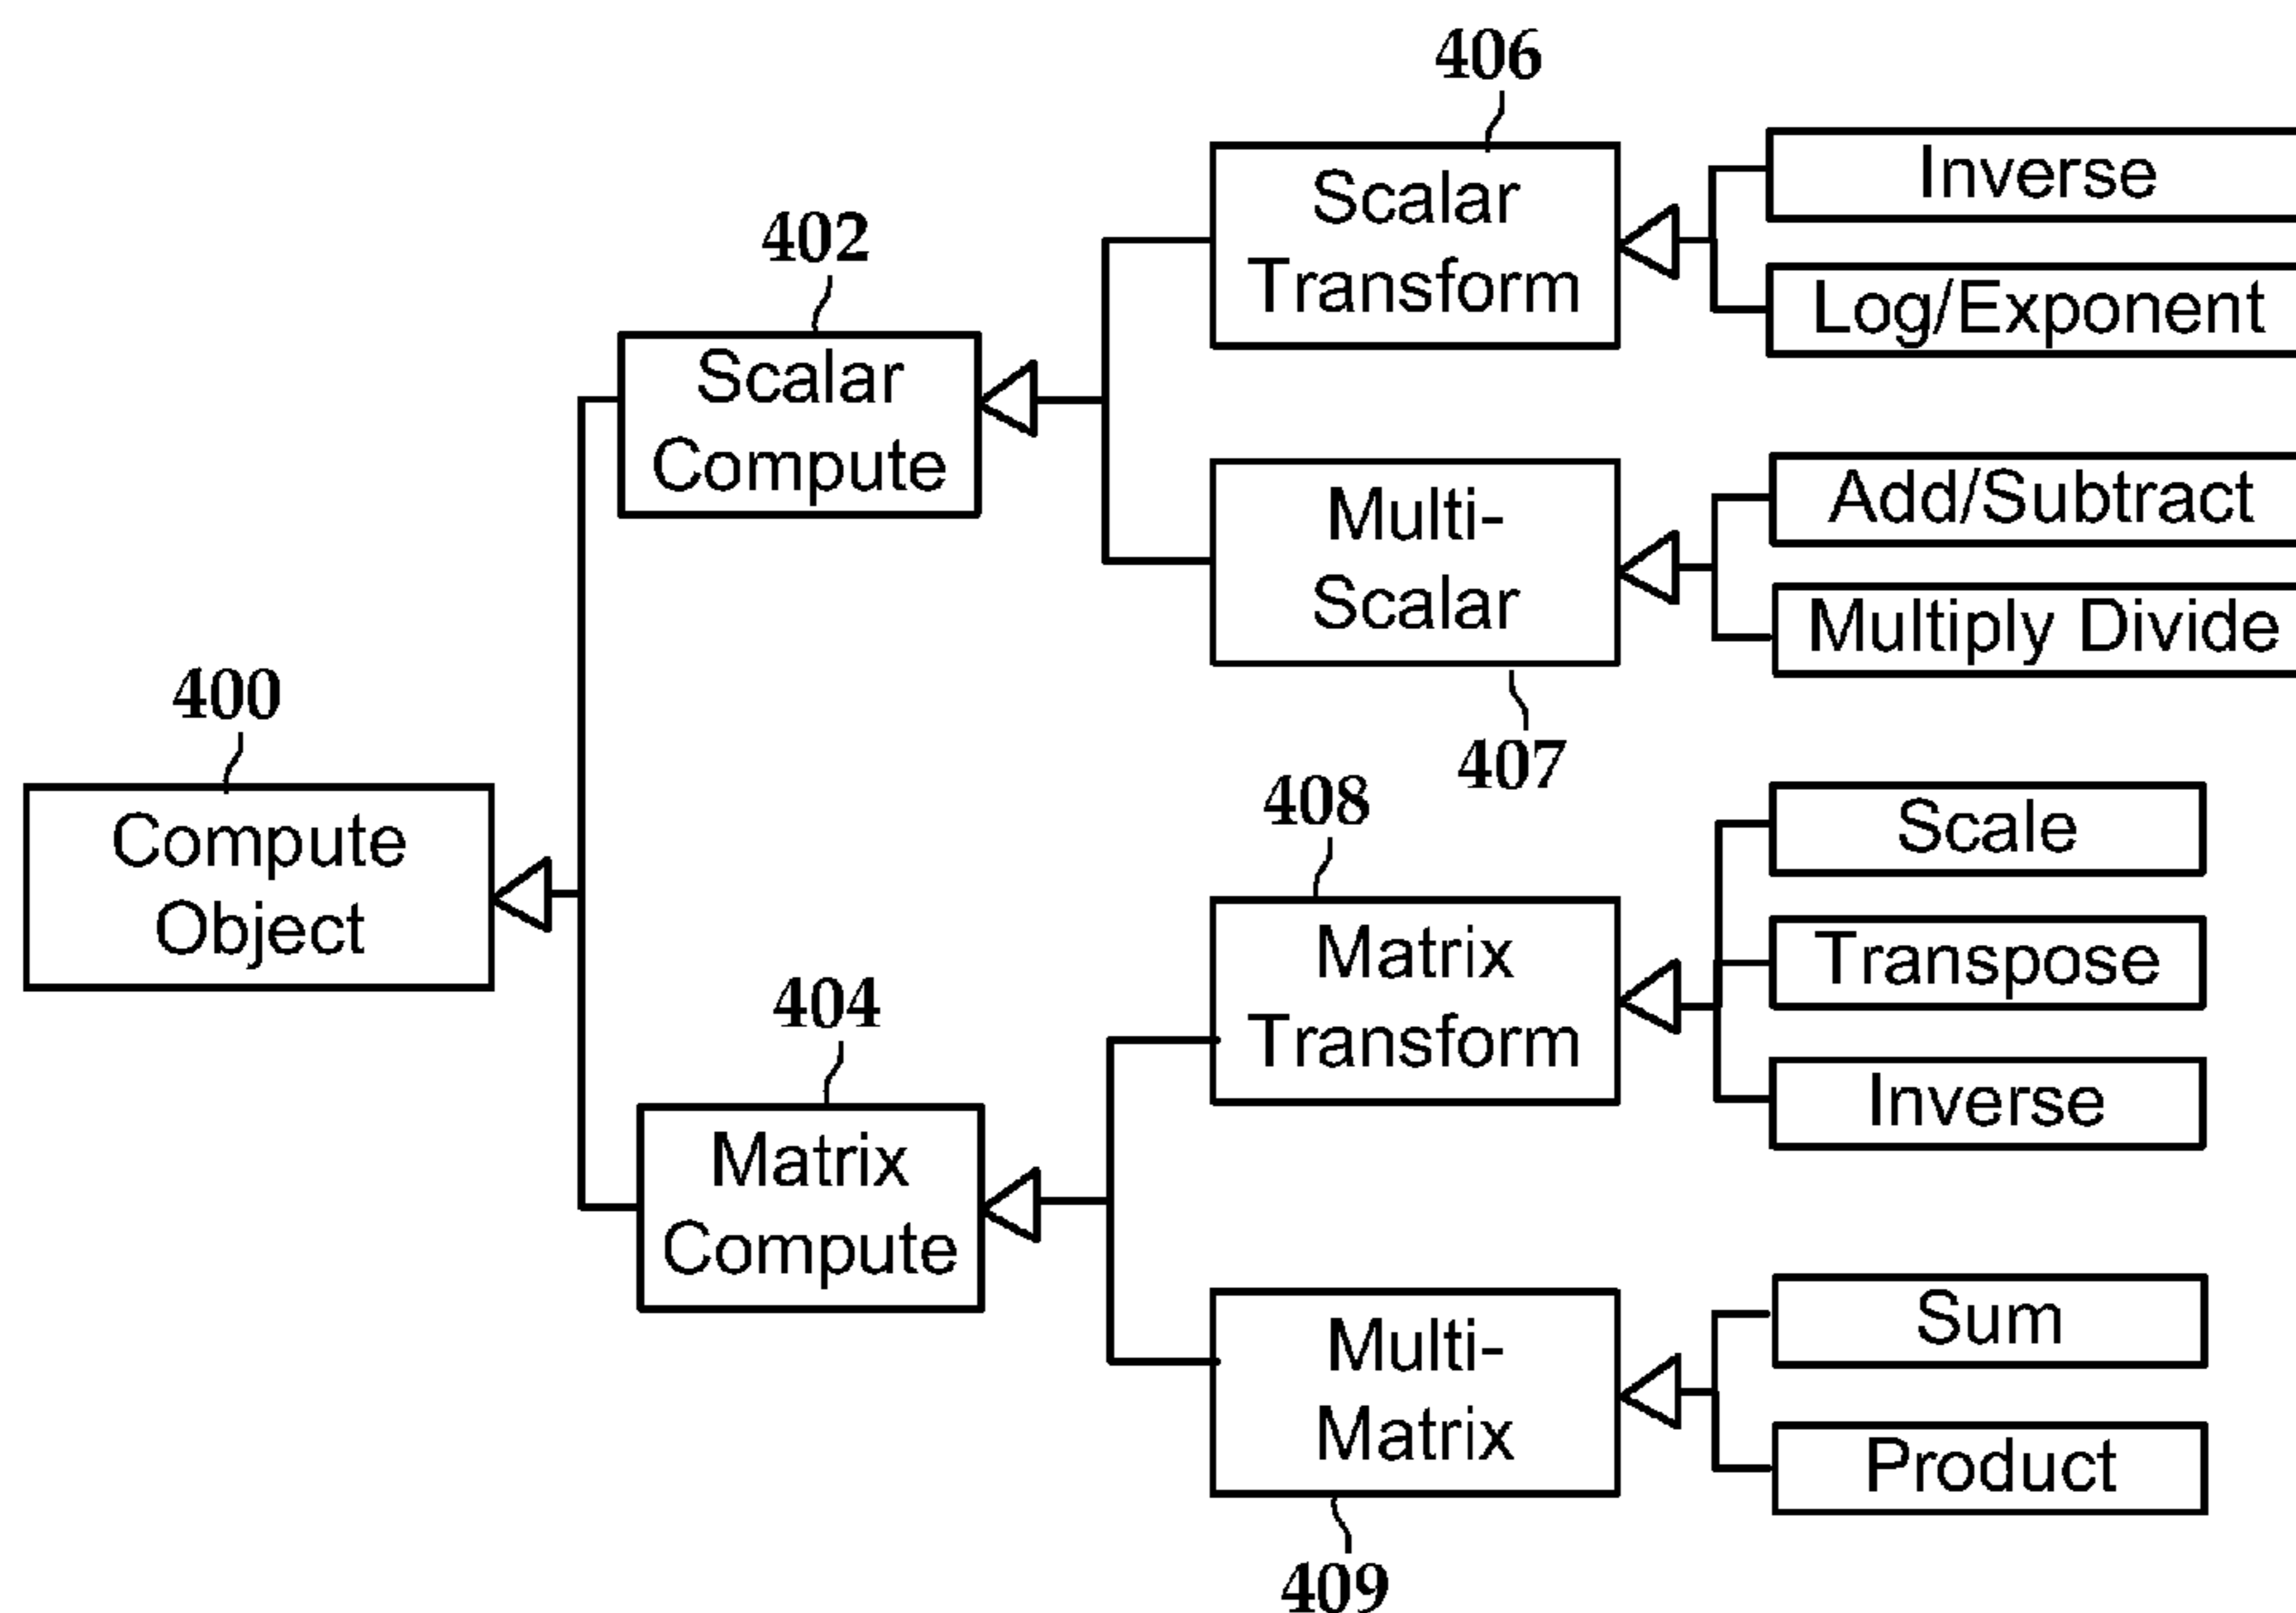 406
Scalar
Transform
Inverse
Log/Exponent
402
Scalar
Compute
Multi-
Scalar
407
Add/Subtract
Multiply Divide
400
Compute
Object
408
Matrix
Transform
Scale
Transpose
Inverse
404
Matrix
Compute
Multi-
Matrix
409
Sum
Product